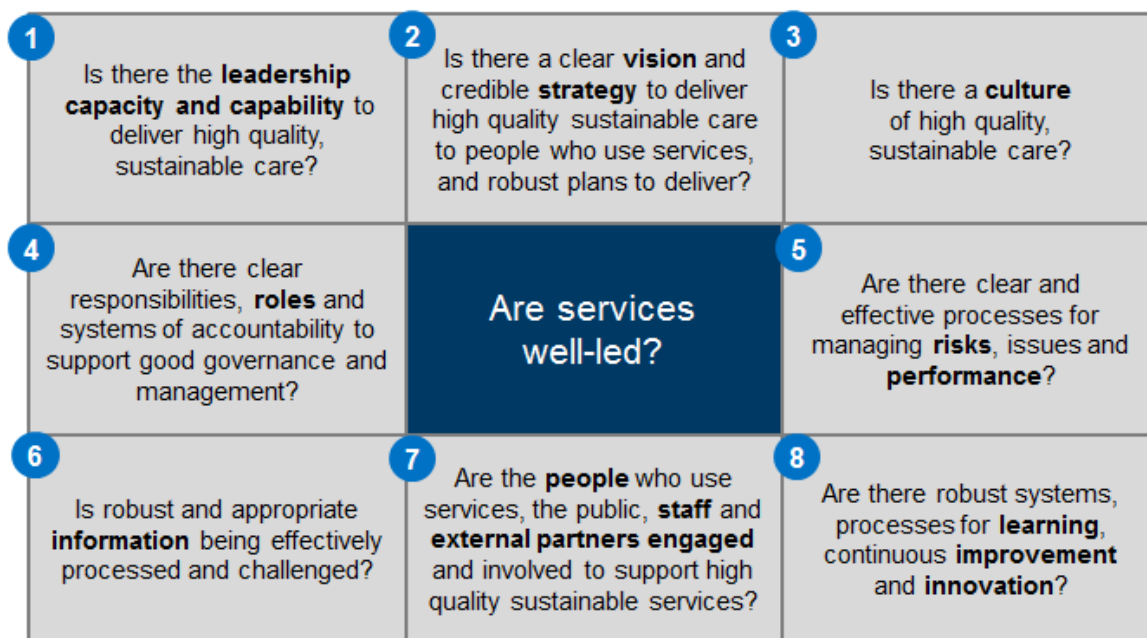 1
Is there the leadership
capacity and capability to
deliver high quality,
sustainable care?
2
Is there a clear vision and
credible strategy to deliver
high quality sustainable care
to people who use services,
and robust plans to deliver?
3
Is there a culture
of high quality,
sustainable care?
4
Are there clear
responsibilities, roles and
systems of accountability to
support good governance and
management?
Are services
well-led?
5
Are there clear and
effective processes for
managing risks, issues and
performance?
6
Is robust and appropriate
information being effectively
processed and challenged?
7
Are the people who use
services, the public, staff and
external partners engaged
and involved to support high
quality sustainable services?
8
Are there robust systems,
processes for learning,
continuous improvement
and innovation?